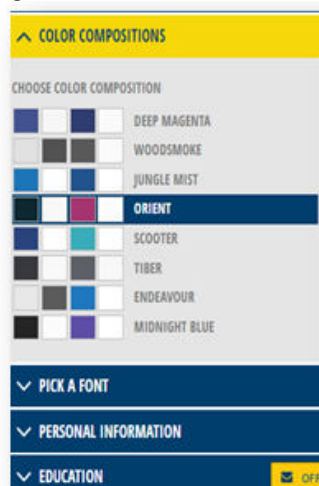 COLOR COMPOSITIONS
CHOOSE COLOR COMPOSITION
DEEP MAGENTA
WOODSMOKE
JUNGLE MIST
ORIENT
SCOOTER
TIBER
ENDEAVOUR
MIDNIGHT BLUE
PICK A FONT
PERSONAL INFORMATION
EDUCATION